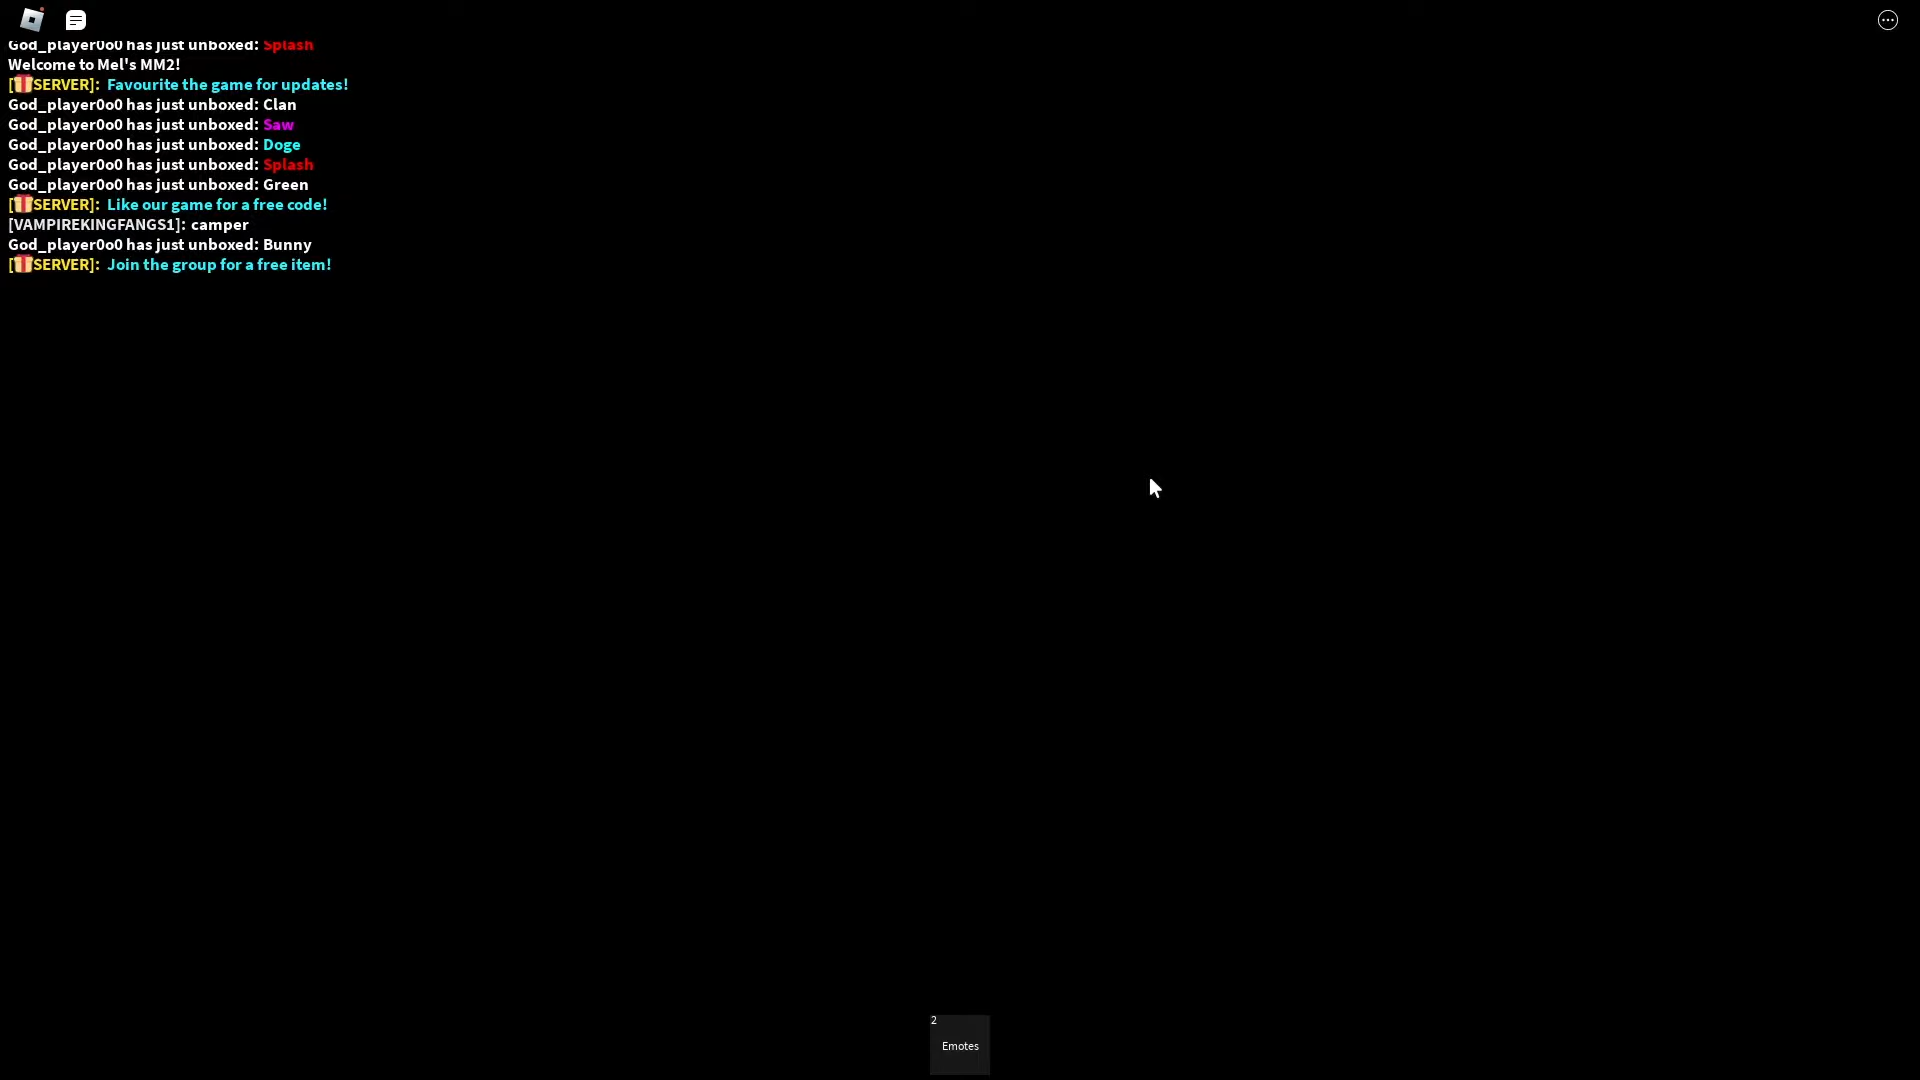 God_player0o0 has just unboxed: Splash
Welcome to Mel's MM2!
[🎁SERVER]: Favourite the game for updates!
God_player0o0 has just unboxed: Clan
God_player0o0 has just unboxed: Saw
God_player0o0 has just unboxed: Doge
God_player0o0 has just unboxed: Splash
God_player0o0 has just unboxed: Green
[🎁SERVER]: Like our game for a free code!
[VAMPIREKINGFANGS1]: camper
God_player0o0 has just unboxed: Bunny
[🎁SERVER]: Join the group for a free item!
2
Emotes